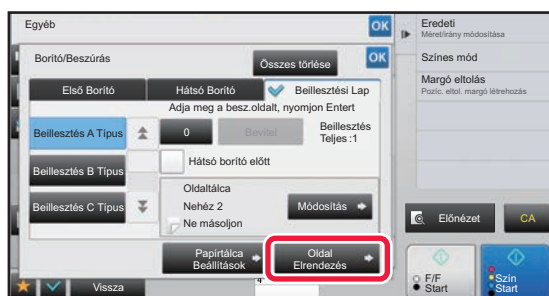 Egyéb
OK
Borító/Beszúrás
Összes törlése
OK
Első Borító
Hátsó Borító
Beillesztési Lap
Adja meg a besz.oldalt, nyomjon Entert
Beillesztés A Típus
0
Bevitel
Beillesztés
Teljes :1
Beillesztés B Típus
Hátsó borító előtt
Beillesztés C Típus
Oldaltálca
Nehéz 2
Ne másoljon
Módosítás
Papírtálca
Beállítások
Oldal
Elrendezés
Vissza
Eredeti
Méret/irány módosítása
Színes mód
Margó eltolás
Pozíc. eltol. margó létrehozás
Előnézet
CA
F/F
Start
Szín
Start